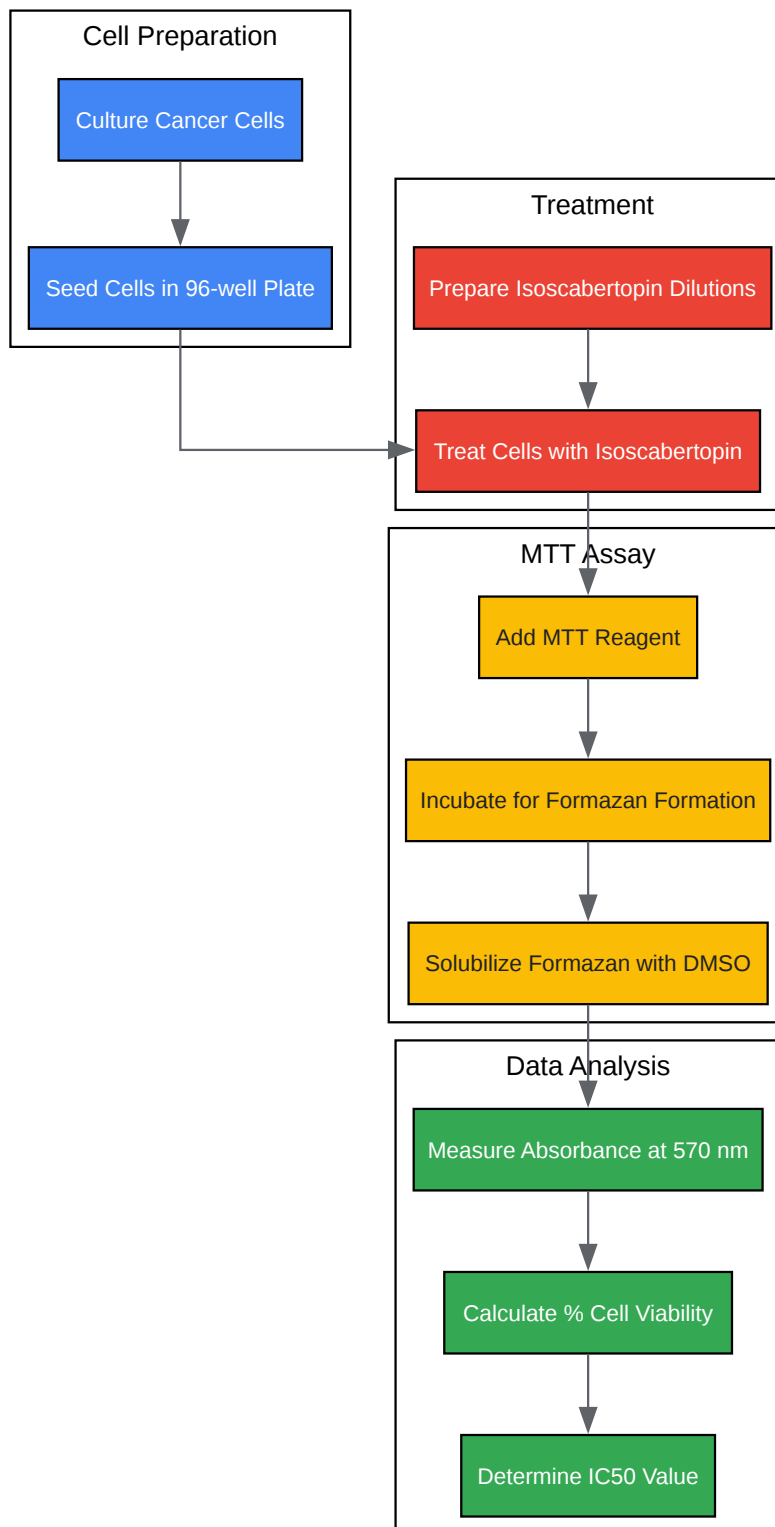 Cell Preparation
Culture Cancer Cells
Seed Cells in 96-well Plate
Treatment
Prepare Isoscabertopin Dilutions
Treat Cells with Isoscabertopin
MTT Assay
Add MTT Reagent
Incubate for Formazan Formation
Solubilize Formazan with DMSO
Data Analysis
Measure Absorbance at 570 nm
Calculate % Cell Viability
Determine IC50 Value